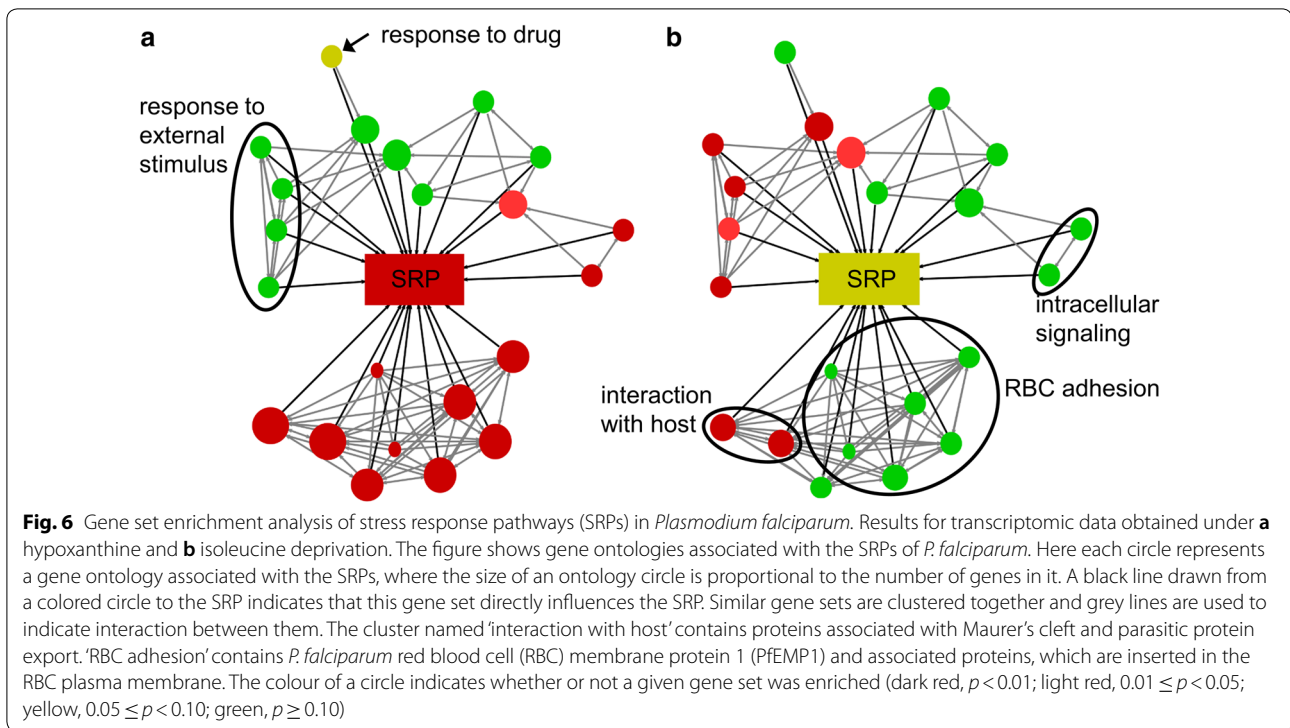 a
response to drug
response to
external
stimulus
SRP
b
SRP
intracellular
signaling
RBC adhesion
interaction
with host
Fig. 6 Gene set enrichment analysis of stress response pathways (SRPs) in Plasmodium falciparum. Results for transcriptomic data obtained under a
hypoxanthine and b isoleucine deprivation. The figure shows gene ontologies associated with the SRPs of P. falciparum. Here each circle represents
a gene ontology associated with the SRPs, where the size of an ontology circle is proportional to the number of genes in it. A black line drawn from
a colored circle to the SRP indicates that this gene set directly influences the SRP. Similar gene sets are clustered together and grey lines are used to
indicate interaction between them. The cluster named ‘interaction with host’ contains proteins associated with Maurer’s cleft and parasitic protein
export. ‘RBC adhesion’ contains P. falciparum red blood cell (RBC) membrane protein 1 (PfEMP1) and associated proteins, which are inserted in the
RBC plasma membrane. The colour of a circle indicates whether or not a given gene set was enriched (dark red, p < 0.01; light red, 0.01 ≤ p < 0.05;
yellow, 0.05 ≤ p < 0.10; green, p ≥ 0.10)